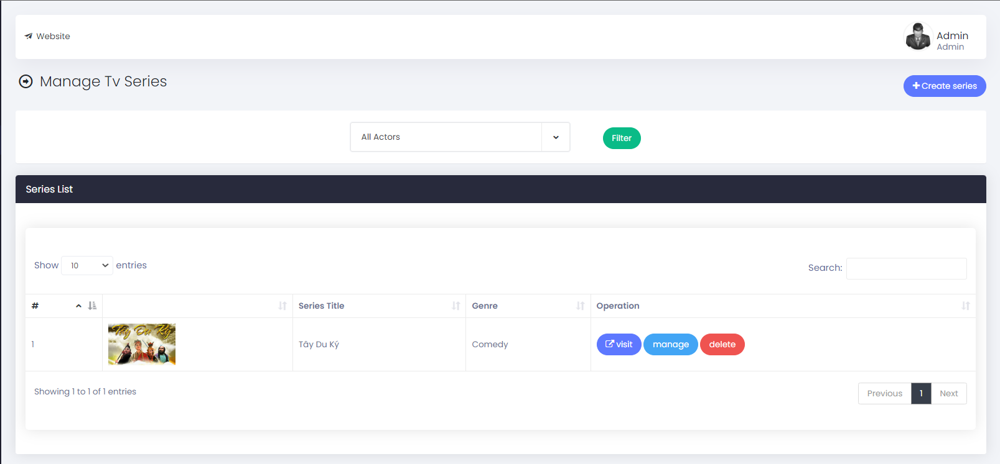 Website
Admin
Admin
Manage Tv Series
Create series
All Actors
Filter
Series List
Show 10 entries
Search:
# Series Title Genre Operation
Tây Du Ký
1 Tây Du Ký Comedy visit manage delete
Showing 1 to 1 of 1 entries
Previous 1 Next